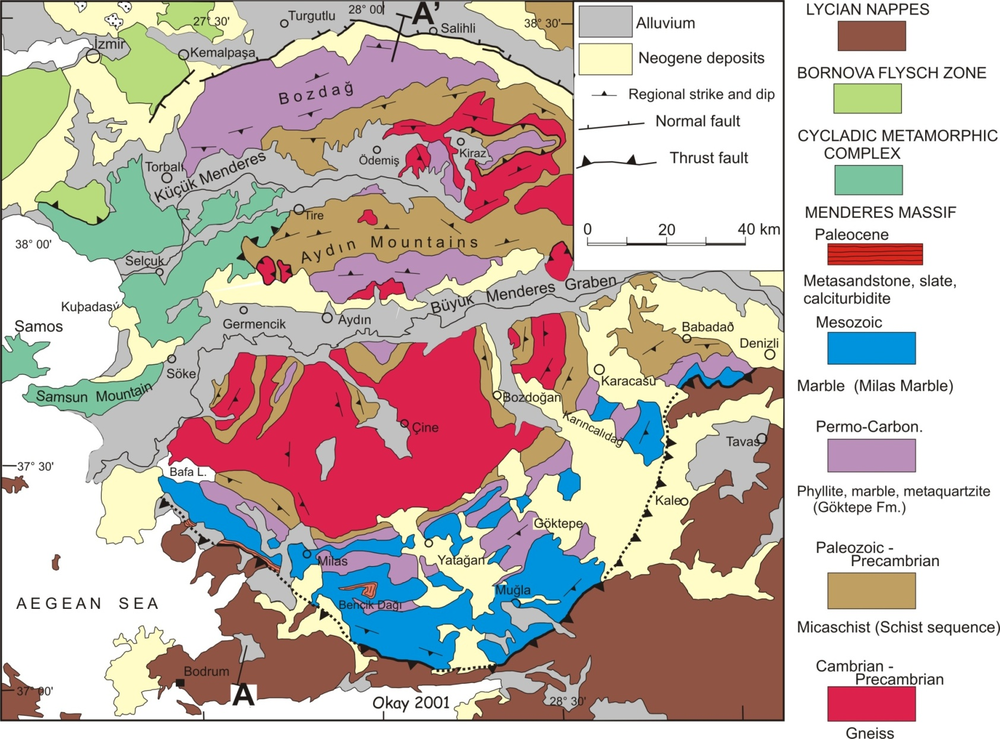 A'
28° 00'
Turgutlu
27° 30'
38° 30'
Salihli
İzmir
Kemalpaşa
Bozdağ
Torbalı
Küçük Menderes
Ödemiş
Kiraz
Tire
38° 00'
Aydın Mountains
Selçuk
Kuþadasý
Büyük Menderes Graben
Germencik
Aydın
Samos
Babadað
Denizli
Söke
Karacasu
Samsun Mountain
Bozdoğan
Karıncalıdağ
Çine
Tavas
37° 30'
Bafa L.
Kale
Göktepe
Milas
Yatağan
Muğla
AEGEAN SEA
Bencik Dağı
Bodrum
37° 00'
A
Okay 2001
28° 30'
Alluvium
Neogene deposits
Regional strike and dip
Normal fault
Thrust fault
0 20 40 km
LYCIAN NAPPES
BORNOVA FLYSCH ZONE
CYCLADIC METAMORPHIC
COMPLEX
MENDERES MASSIF
Paleocene
Metasandstone, slate,
calciturbidite
Mesozoic
Marble (Milas Marble)
Permo-Carbon.
Phyllite, marble, metaquartzite
(Göktepe Fm.)
Paleozoic -
Precambrian
Micaschist (Schist sequence)
Cambrian -
Precambrian
Gneiss